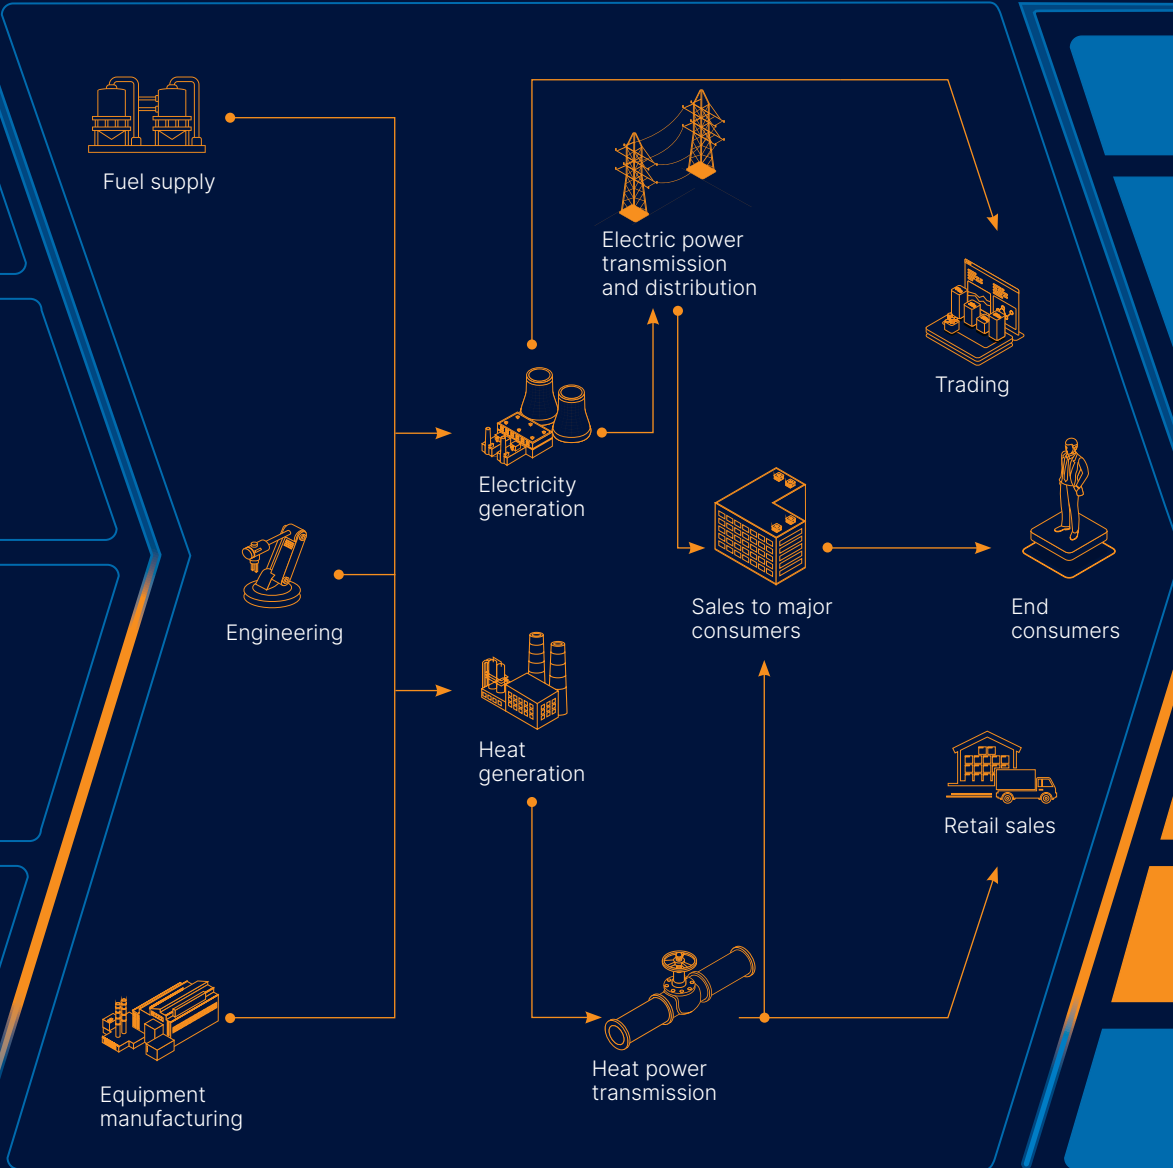 Fuel supply
Electric power
transmission
and distribution
Trading
Electricity
generation
Engineering
Sales to major
consumers
End
consumers
Heat
generation
Retail sales
Heat power
transmission
Equipment
manufacturing